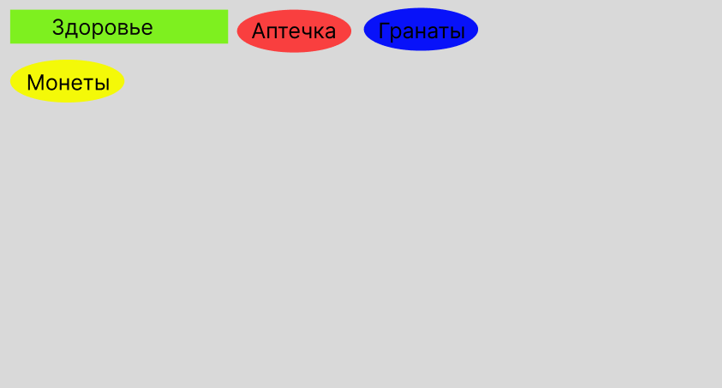 Здоровье
Аптечка
Гранаты
Монеты